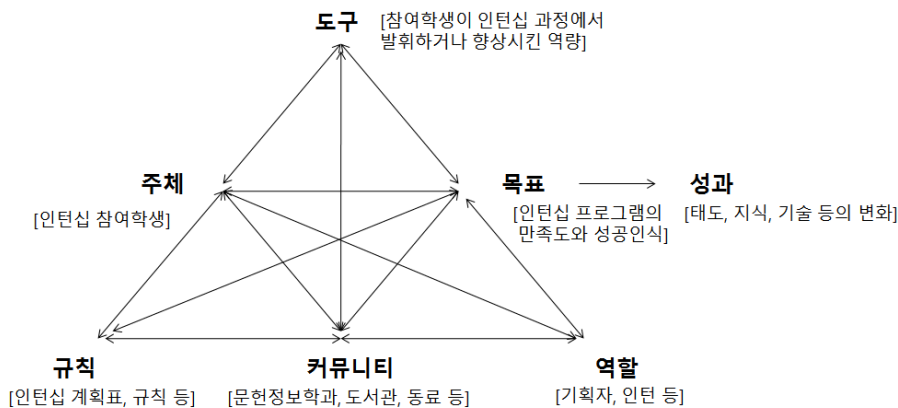 도구 [참여학생이 인턴십 과정에서
발휘하거나 향상시킨 역량]
주체
[인턴십 참여학생]
목표
[인턴십 프로그램의
만족도와 성공인식]
성과
[태도, 지식, 기술 등의 변화]
규칙
[인턴십 계획표, 규칙 등]
커뮤니티
[문헌정보학과, 도서관, 동료 등]
역할
[기획자, 인턴 등]